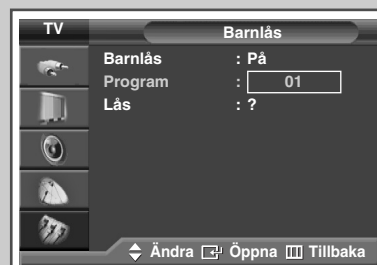 TV
Barnlås
Barnlås : På
Program : 01
Lås : ?
Ändra Öppna Tillbaka